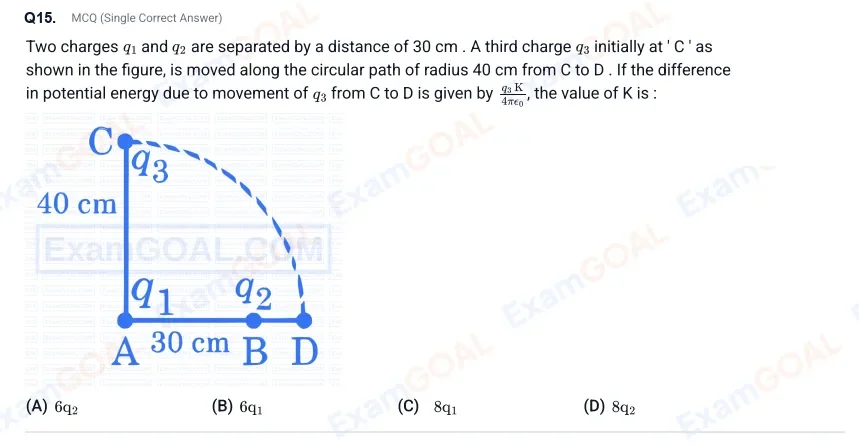 Q15. MCQ (Single Correct Answer)
Two charges q₁ and q₂ are separated by a distance of 30 cm . A third charge q₃ initially at ' C ' as
shown in the figure, is moved along the circular path of radius 40 cm from C to D . If the difference
in potential energy due to movement of q₃ from C to D is given by q₃ K / 4πϵ₀, the value of K is :
C
q₃
40 cm
ExamGOAL.COM
q₁ q₂
A 30 cm B D
(A) 6q₂ (B) 6q₁ (C) 8q₁ (D) 8q₂